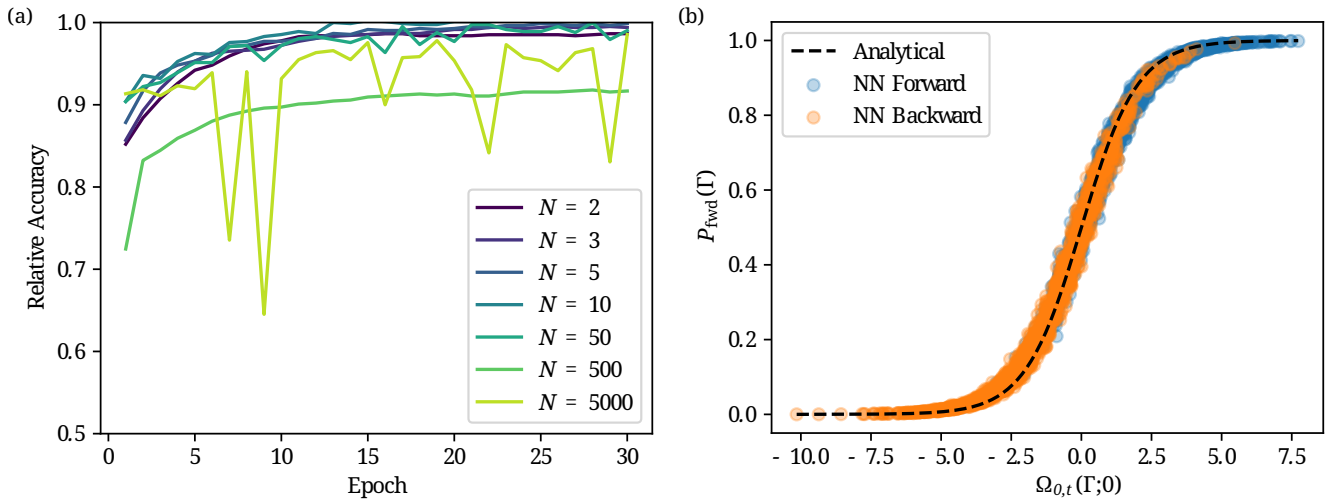 (a)
1.0
0.9
0.8
0.7
0.6
0.5
Relative Accuracy
N = 2
N = 3
N = 5
N = 10
N = 50
N = 500
N = 5000
0 5 10 15 20 25 30
Epoch
(b)
1.0
0.8
0.6
0.4
0.2
0.0
P_fwd(Γ)
Analytical
NN Forward
NN Backward
- 10.0 - 7.5 - 5.0 - 2.5 0.0 2.5 5.0 7.5
Ω_0,t(Γ;0)